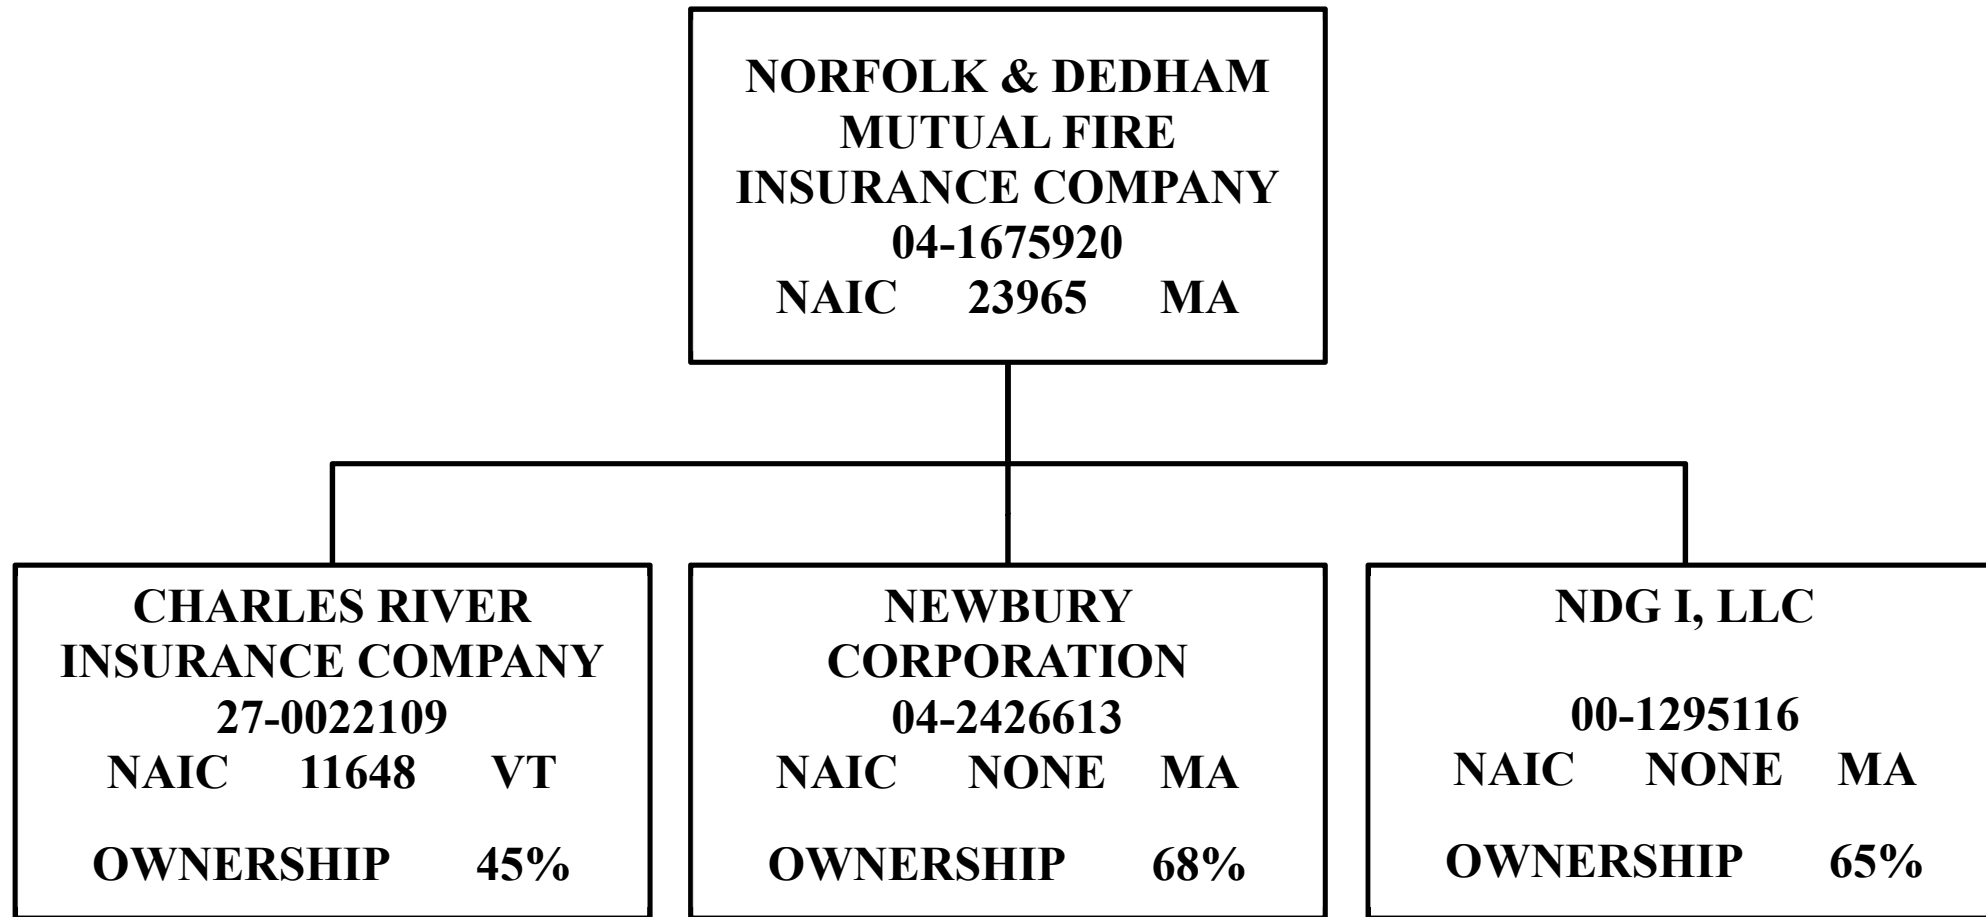 NORFOLK & DEDHAM
MUTUAL FIRE
INSURANCE COMPANY
04-1675920
NAIC 23965 MA
CHARLES RIVER
INSURANCE COMPANY
27-0022109
NAIC 11648 VT
OWNERSHIP 45%
NEWBURY
CORPORATION
04-2426613
NAIC NONE MA
OWNERSHIP 68%
NDG I, LLC
00-1295116
NAIC NONE MA
OWNERSHIP 65%